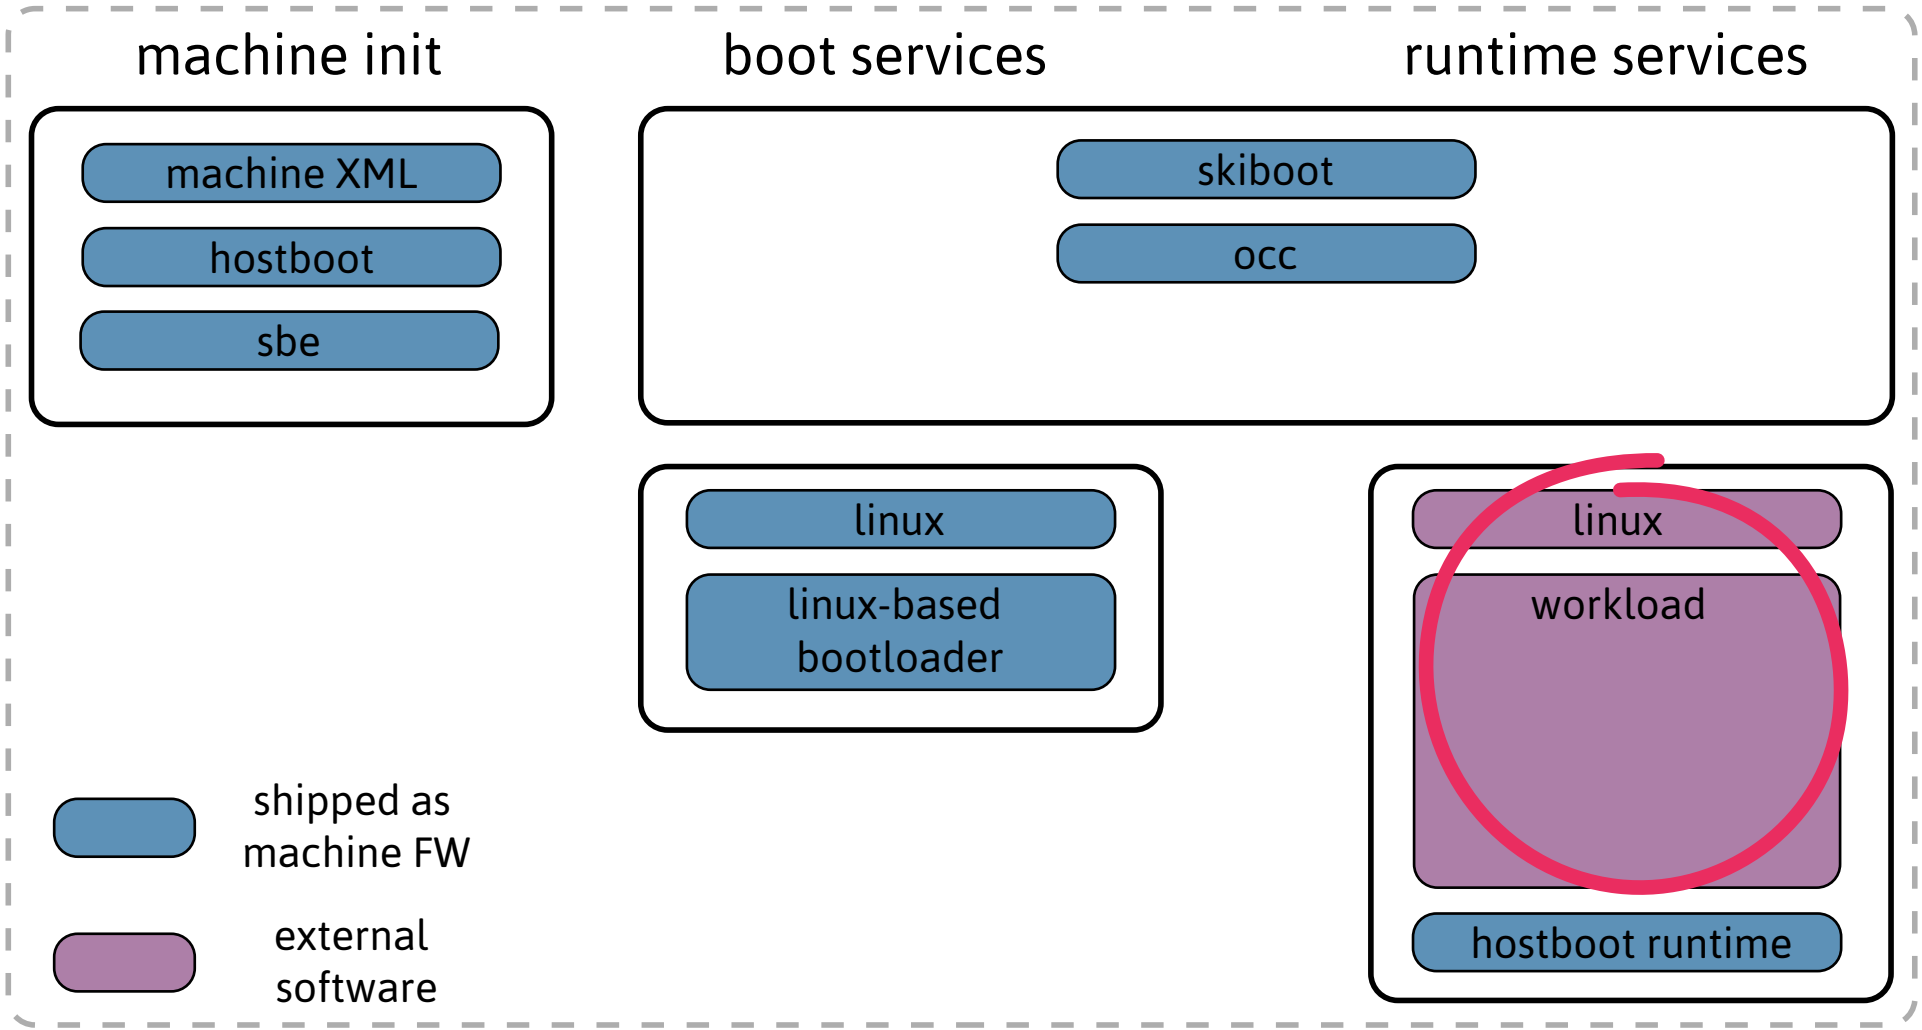 machine init
boot services
runtime services
machine XML
hostboot
sbe
skiboot
occ
linux
linux-based
bootloader
linux
workload
hostboot runtime
shipped as
machine FW
external
software